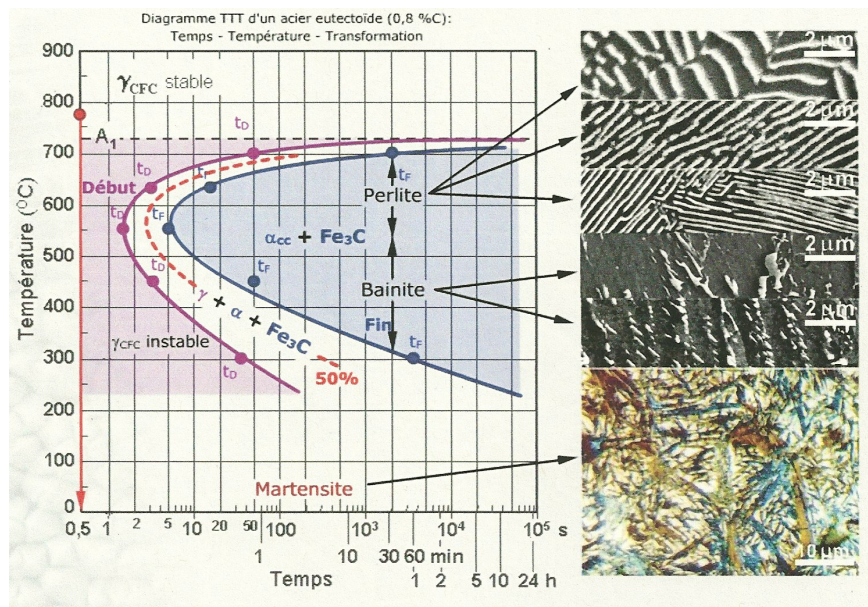 Diagramme TTT d'un acier eutectoïde (0,8 %C):
Temps - Température - Transformation
Température (°C)
900
800
700
600
500
400
300
200
100
0
γCFC stable
A1
tD
tD
tF
tF
Début
tD
tF
Perlite
αcc + Fe3C
tD
tF
Bainite
γ + α + Fe3C
Fin
γCFC instable
tD
tF
50%
Martensite
0,5 1 2 5 10 20 50 100 10³ 10⁴ 10⁵ s
1 10 30 60 min
1 2 5 10 24 h
Temps
2 µm
2 µm
2 µm
2 µm
2 µm
10 µm